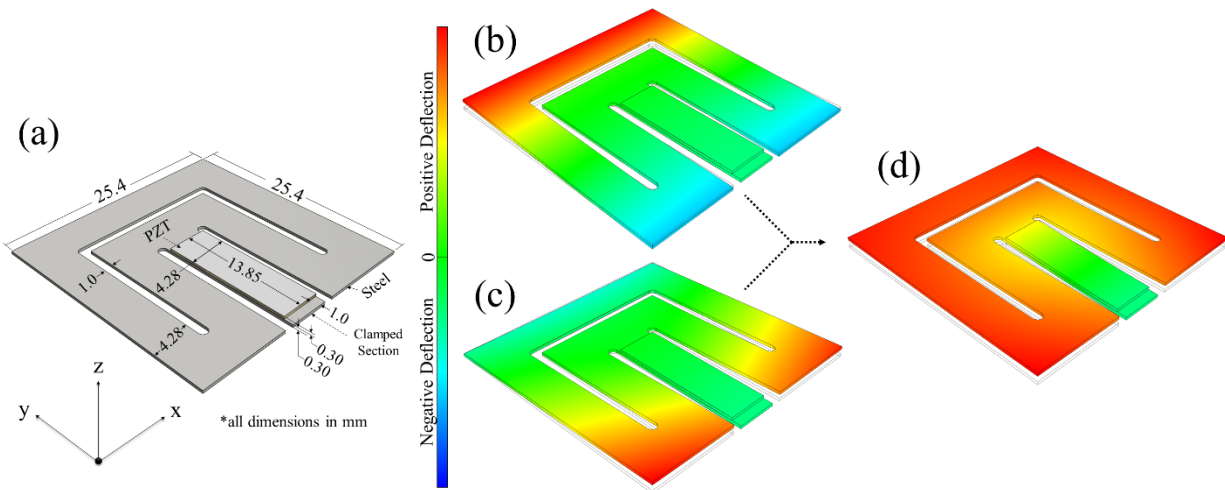 (a)
25.4
25.4
PZT
13.85
4.28
1.0
4.28
Steel
1.0
Clamped
Section
0.30
0.30
z
y
x
*all dimensions in mm
Positive Deflection
0
Negative Deflection
(b)
(c)
(d)